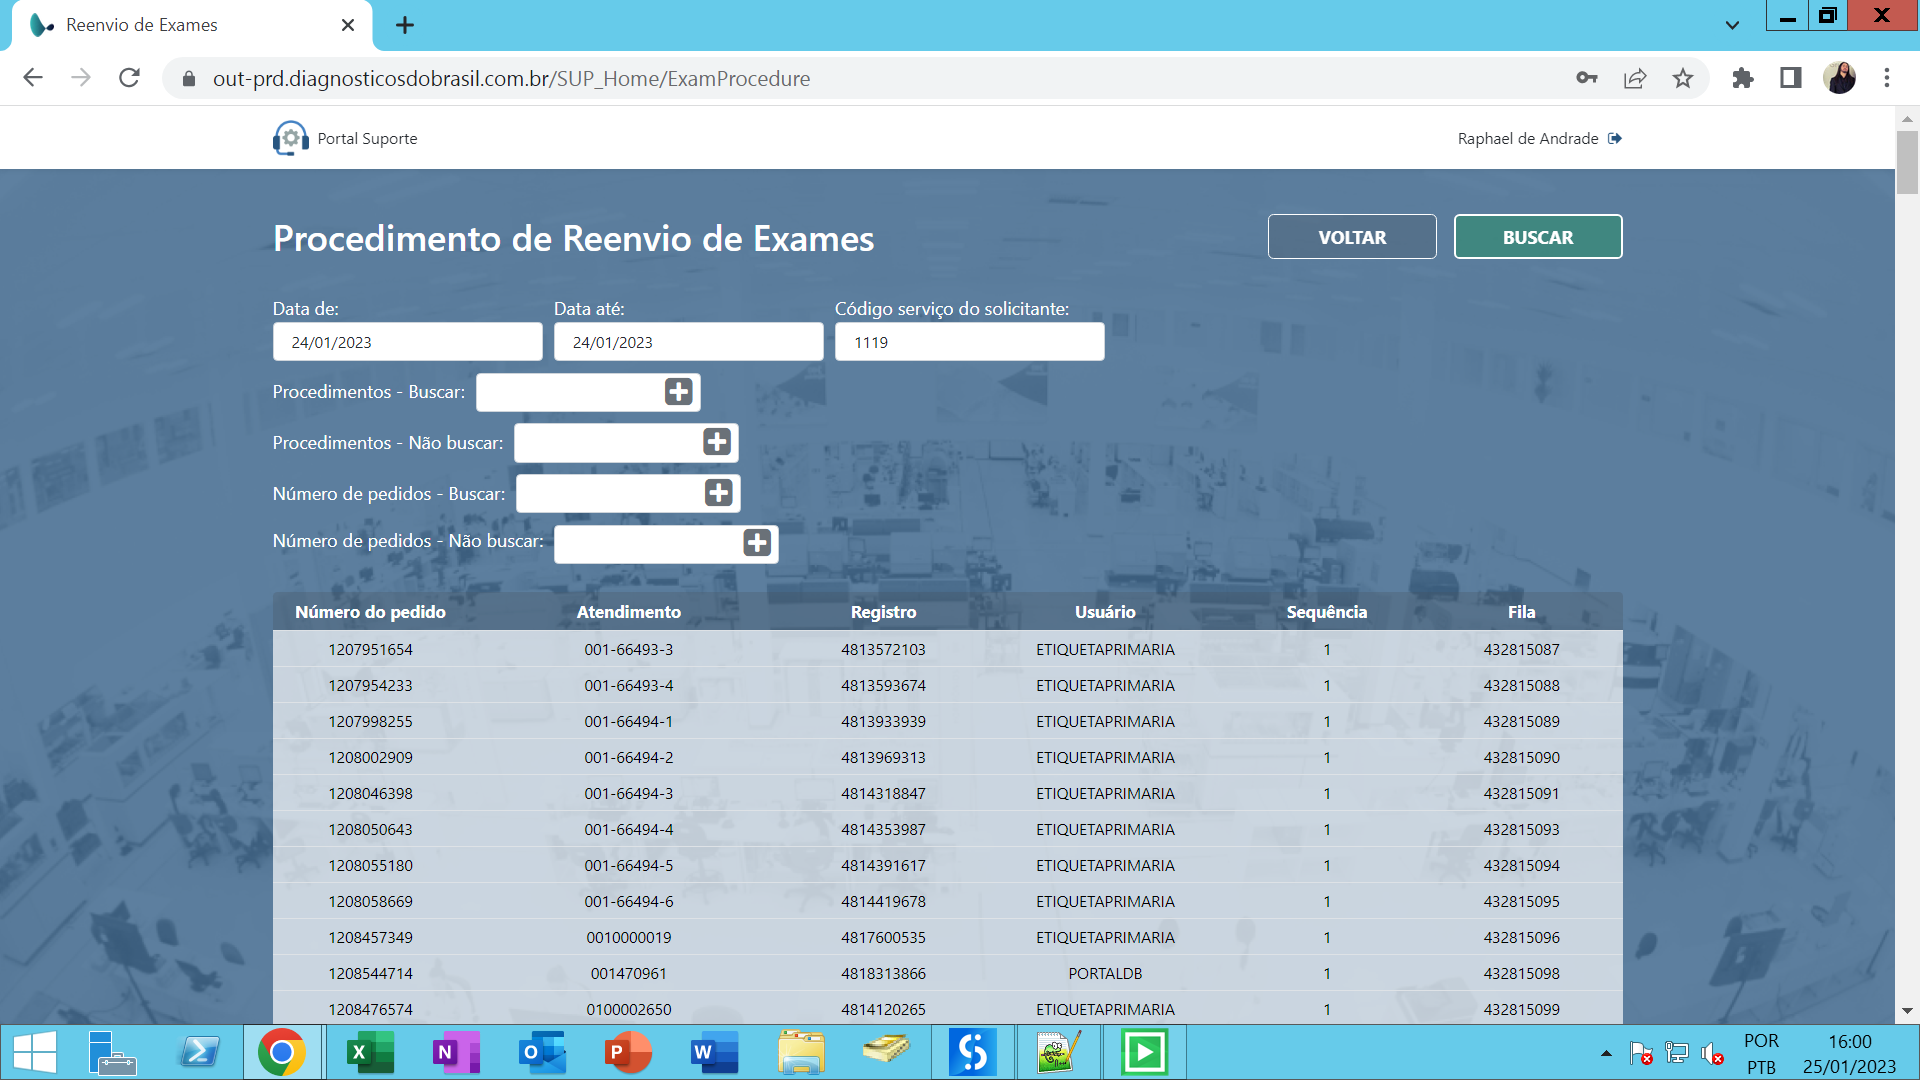 Reenvio de Exames
out-prd.diagnosticosdobrasil.com.br/SUP_Home/ExamProcedure
Portal Suporte
Raphael de Andrade
Procedimento de Reenvio de Exames
VOLTAR
BUSCAR
Data de:
Data até:
Código serviço do solicitante:
24/01/2023
24/01/2023
1119
Procedimentos - Buscar:
Procedimentos - Não buscar:
Número de pedidos - Buscar:
Número de pedidos - Não buscar:
Número do pedido Atendimento Registro Usuário Sequência Fila
1207951654 001-66493-3 4813572103 ETIQUETAPRIMARIA 1 432815087
1207954233 001-66493-4 4813593674 ETIQUETAPRIMARIA 1 432815088
1207998255 001-66494-1 4813933939 ETIQUETAPRIMARIA 1 432815089
1208002909 001-66494-2 4813969313 ETIQUETAPRIMARIA 1 432815090
1208046398 001-66494-3 4814318847 ETIQUETAPRIMARIA 1 432815091
1208050643 001-66494-4 4814353987 ETIQUETAPRIMARIA 1 432815093
1208055180 001-66494-5 4814391617 ETIQUETAPRIMARIA 1 432815094
1208058669 001-66494-6 4814419678 ETIQUETAPRIMARIA 1 432815095
1208457349 0010000019 4817600535 ETIQUETAPRIMARIA 1 432815096
1208544714 001470961 4818313866 PORTALDB 1 432815098
1208476574 0100002650 4814120265 ETIQUETAPRIMARIA 1 432815099
POR
PTB
16:00
25/01/2023